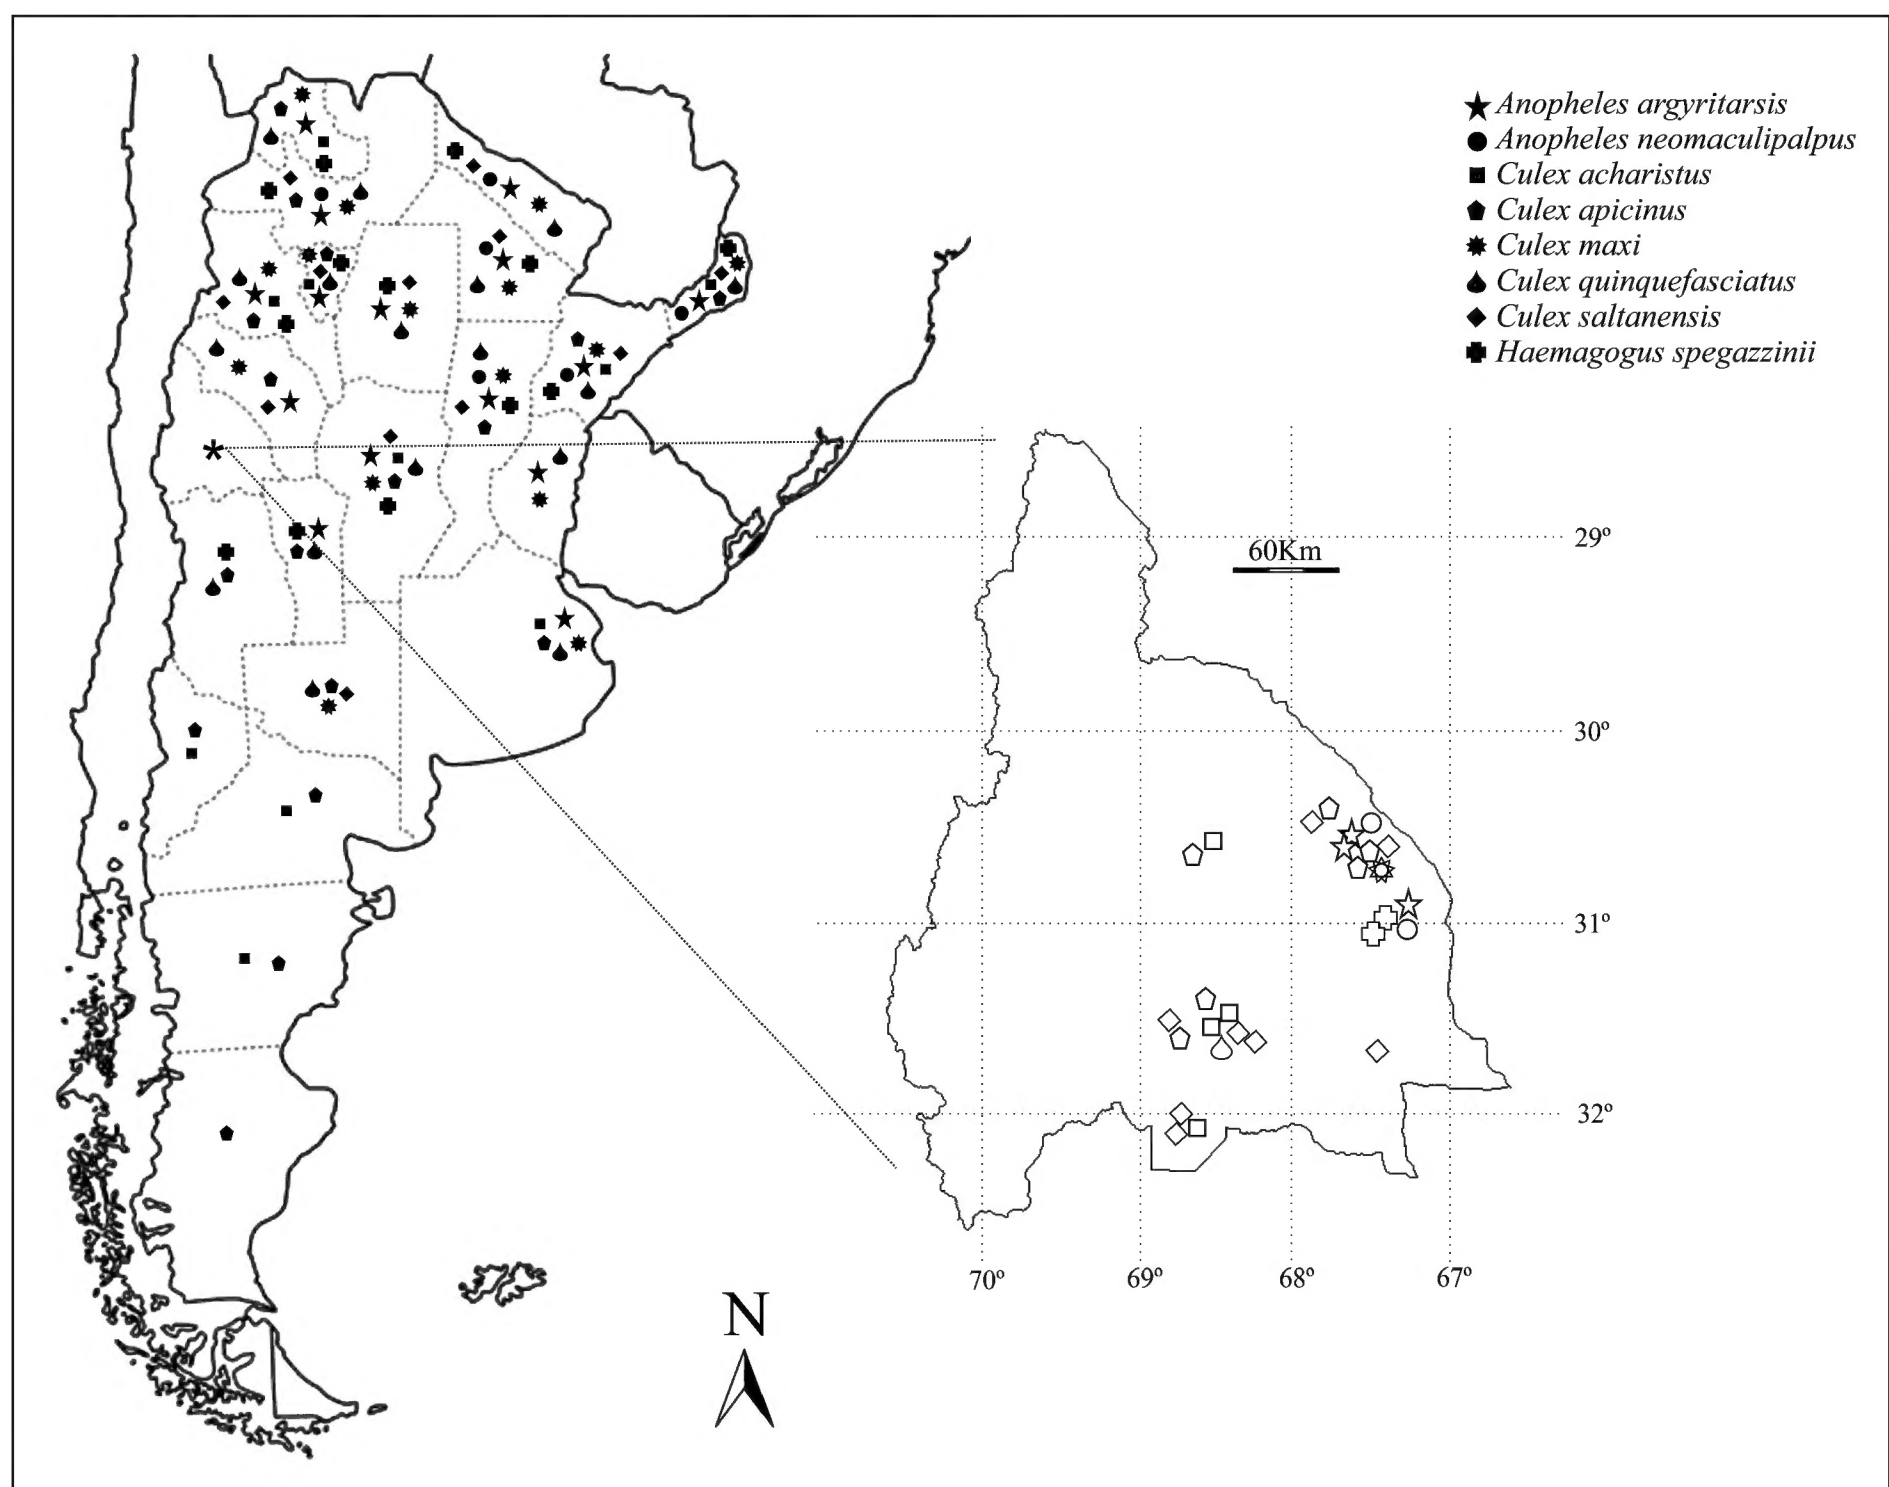 Anopheles argyritarsis
Anopheles neomaculipalpus
Culex acharistus
Culex apicinus
Culex maxi
Culex quinquefasciatus
Culex saltanensis
Haemagogus spegazzinii
29º
60Km
30º
31º
32º
70º 69º 68º 67º
N